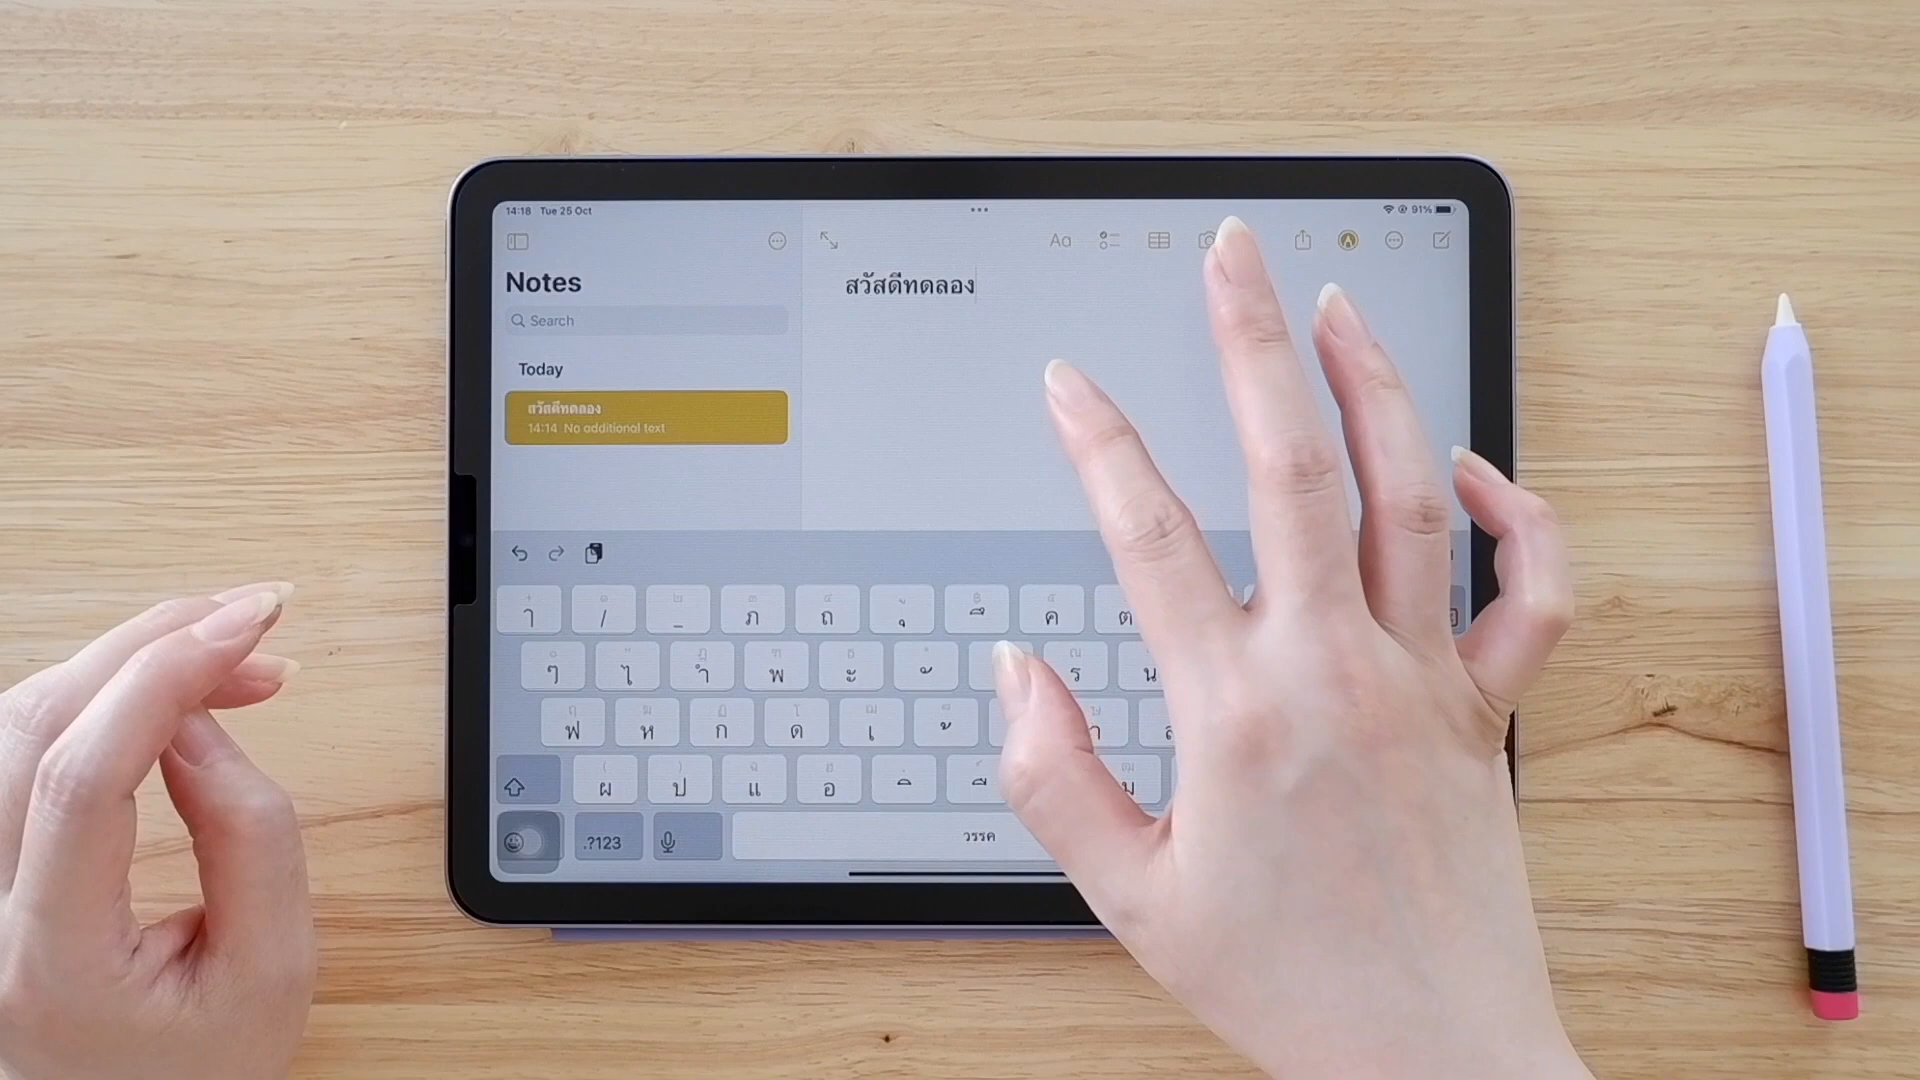 14:18 Tue 25 Oct
91%
Aa
Notes
สวัสดีทดลอง
Search
Today
สวัสดีทดลอง
14:14 No additional text
ๅ / _ ภ ถ ุ ึ ค ต
ๆ ไ ำ พ ะ ั ร น
ฟ ห ก ด เ ้ า ส
ผ ป แ อ ิ ื ม
.?123
วรรค